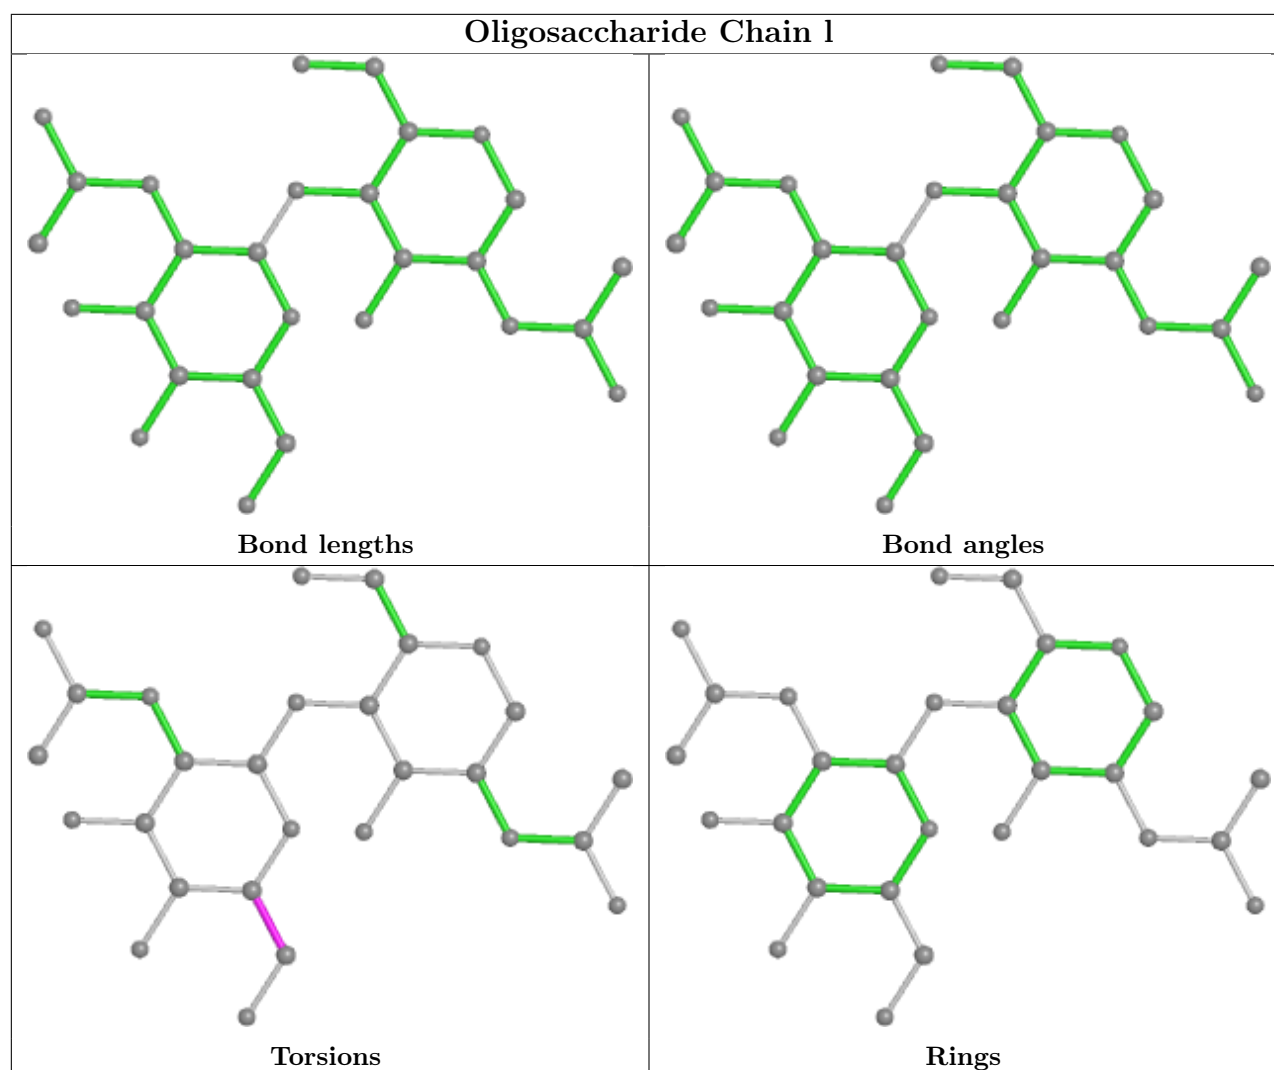 Oligosaccharide Chain l
Bond lengths
Bond angles
Torsions
Rings